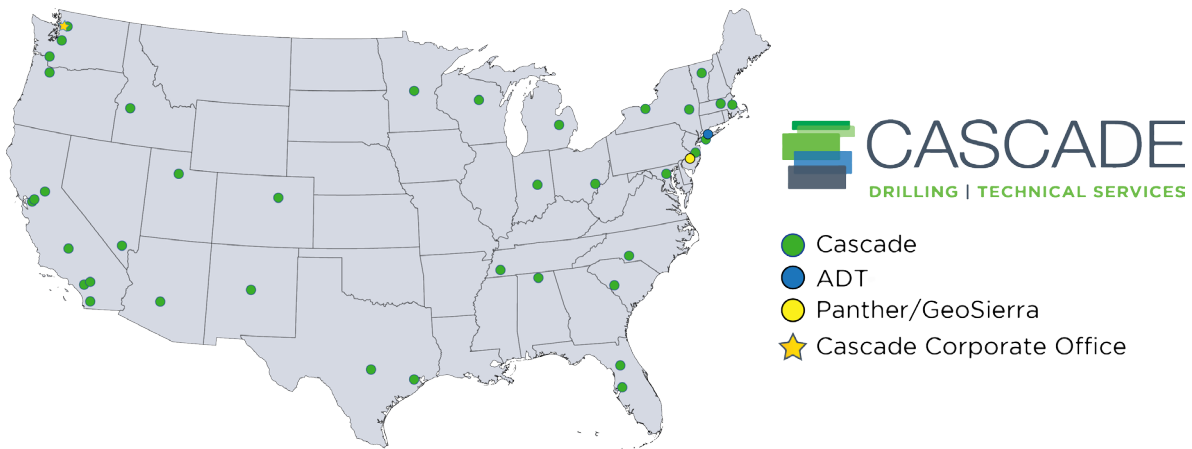 CASCADE
DRILLING | TECHNICAL SERVICES
Cascade
ADT
Panther/GeoSierra
Cascade Corporate Office